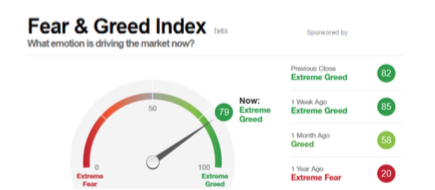 Fear & Greed Index beta
What emotion is driving the market now?
Sponsored by
Previous Close
Extreme Greed
82
1 Week Ago
Extreme Greed
85
1 Month Ago
Greed
58
1 Year Ago
Extreme Fear
20
Now:
Extreme
Greed
79
50
0
100
Extreme
Fear
Extreme
Greed